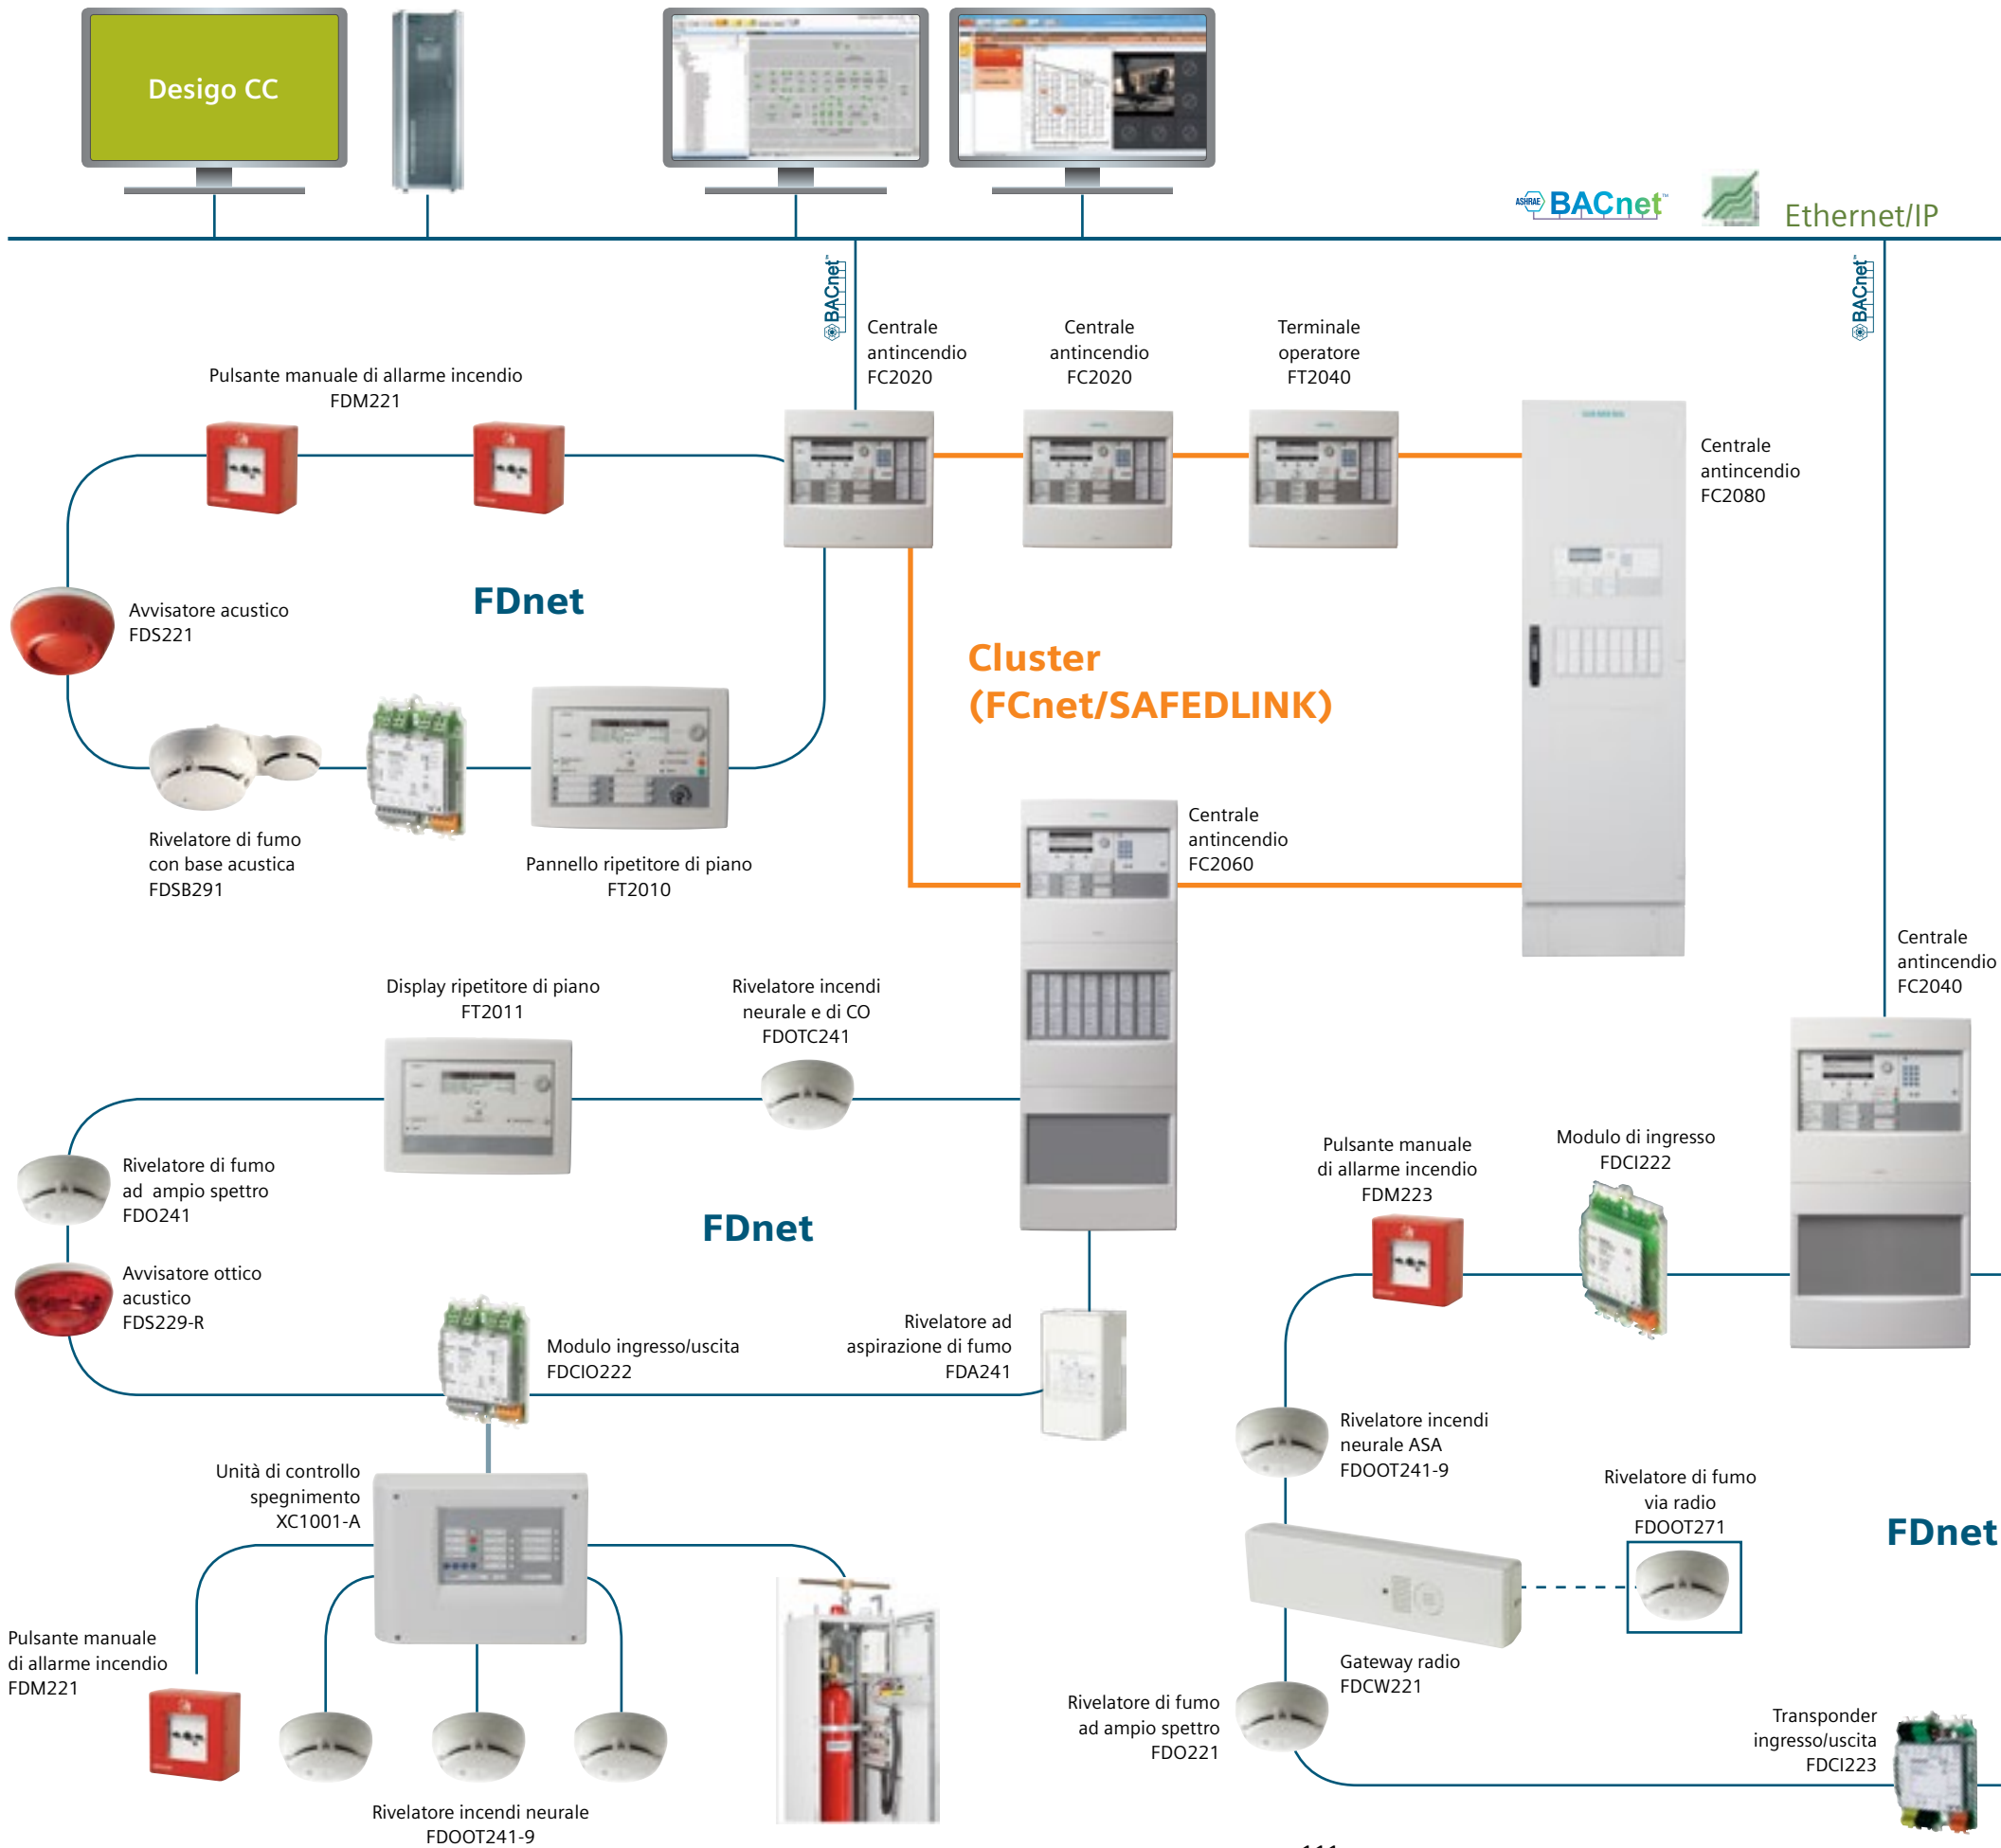 Desigo CC
ASHRAE BACnet™
Ethernet/IP
BACnet™
BACnet™
Centrale
antincendio
FC2020
Centrale
antincendio
FC2020
Terminale
operatore
FT2040
Pulsante manuale di allarme incendio
FDM221
Centrale
antincendio
FC2080
FDnet
Avvisatore acustico
FDS221
Cluster
(FCnet/SAFEDLINK)
Rivelatore di fumo
con base acustica
FDSB291
Pannello ripetitore di piano
FT2010
Centrale
antincendio
FC2060
Centrale
antincendio
FC2040
Display ripetitore di piano
FT2011
Rivelatore incendi
neurale e di CO
FDOTC241
Rivelatore di fumo
ad ampio spettro
FDO241
FDnet
Pulsante manuale
di allarme incendio
FDM223
Modulo di ingresso
FDCI222
Avvisatore ottico
acustico
FDS229-R
Modulo ingresso/uscita
FDCIO222
Rivelatore ad
aspirazione di fumo
FDA241
Rivelatore incendi
neurale ASA
FDOOT241-9
Unità di controllo
spegnimento
XC1001-A
Rivelatore di fumo
via radio
FDOOT271
FDnet
Pulsante manuale
di allarme incendio
FDM221
Gateway radio
FDCW221
Rivelatore di fumo
ad ampio spettro
FDO221
Transponder
ingresso/uscita
FDCI223
Rivelatore incendi neurale
FDOOT241-9